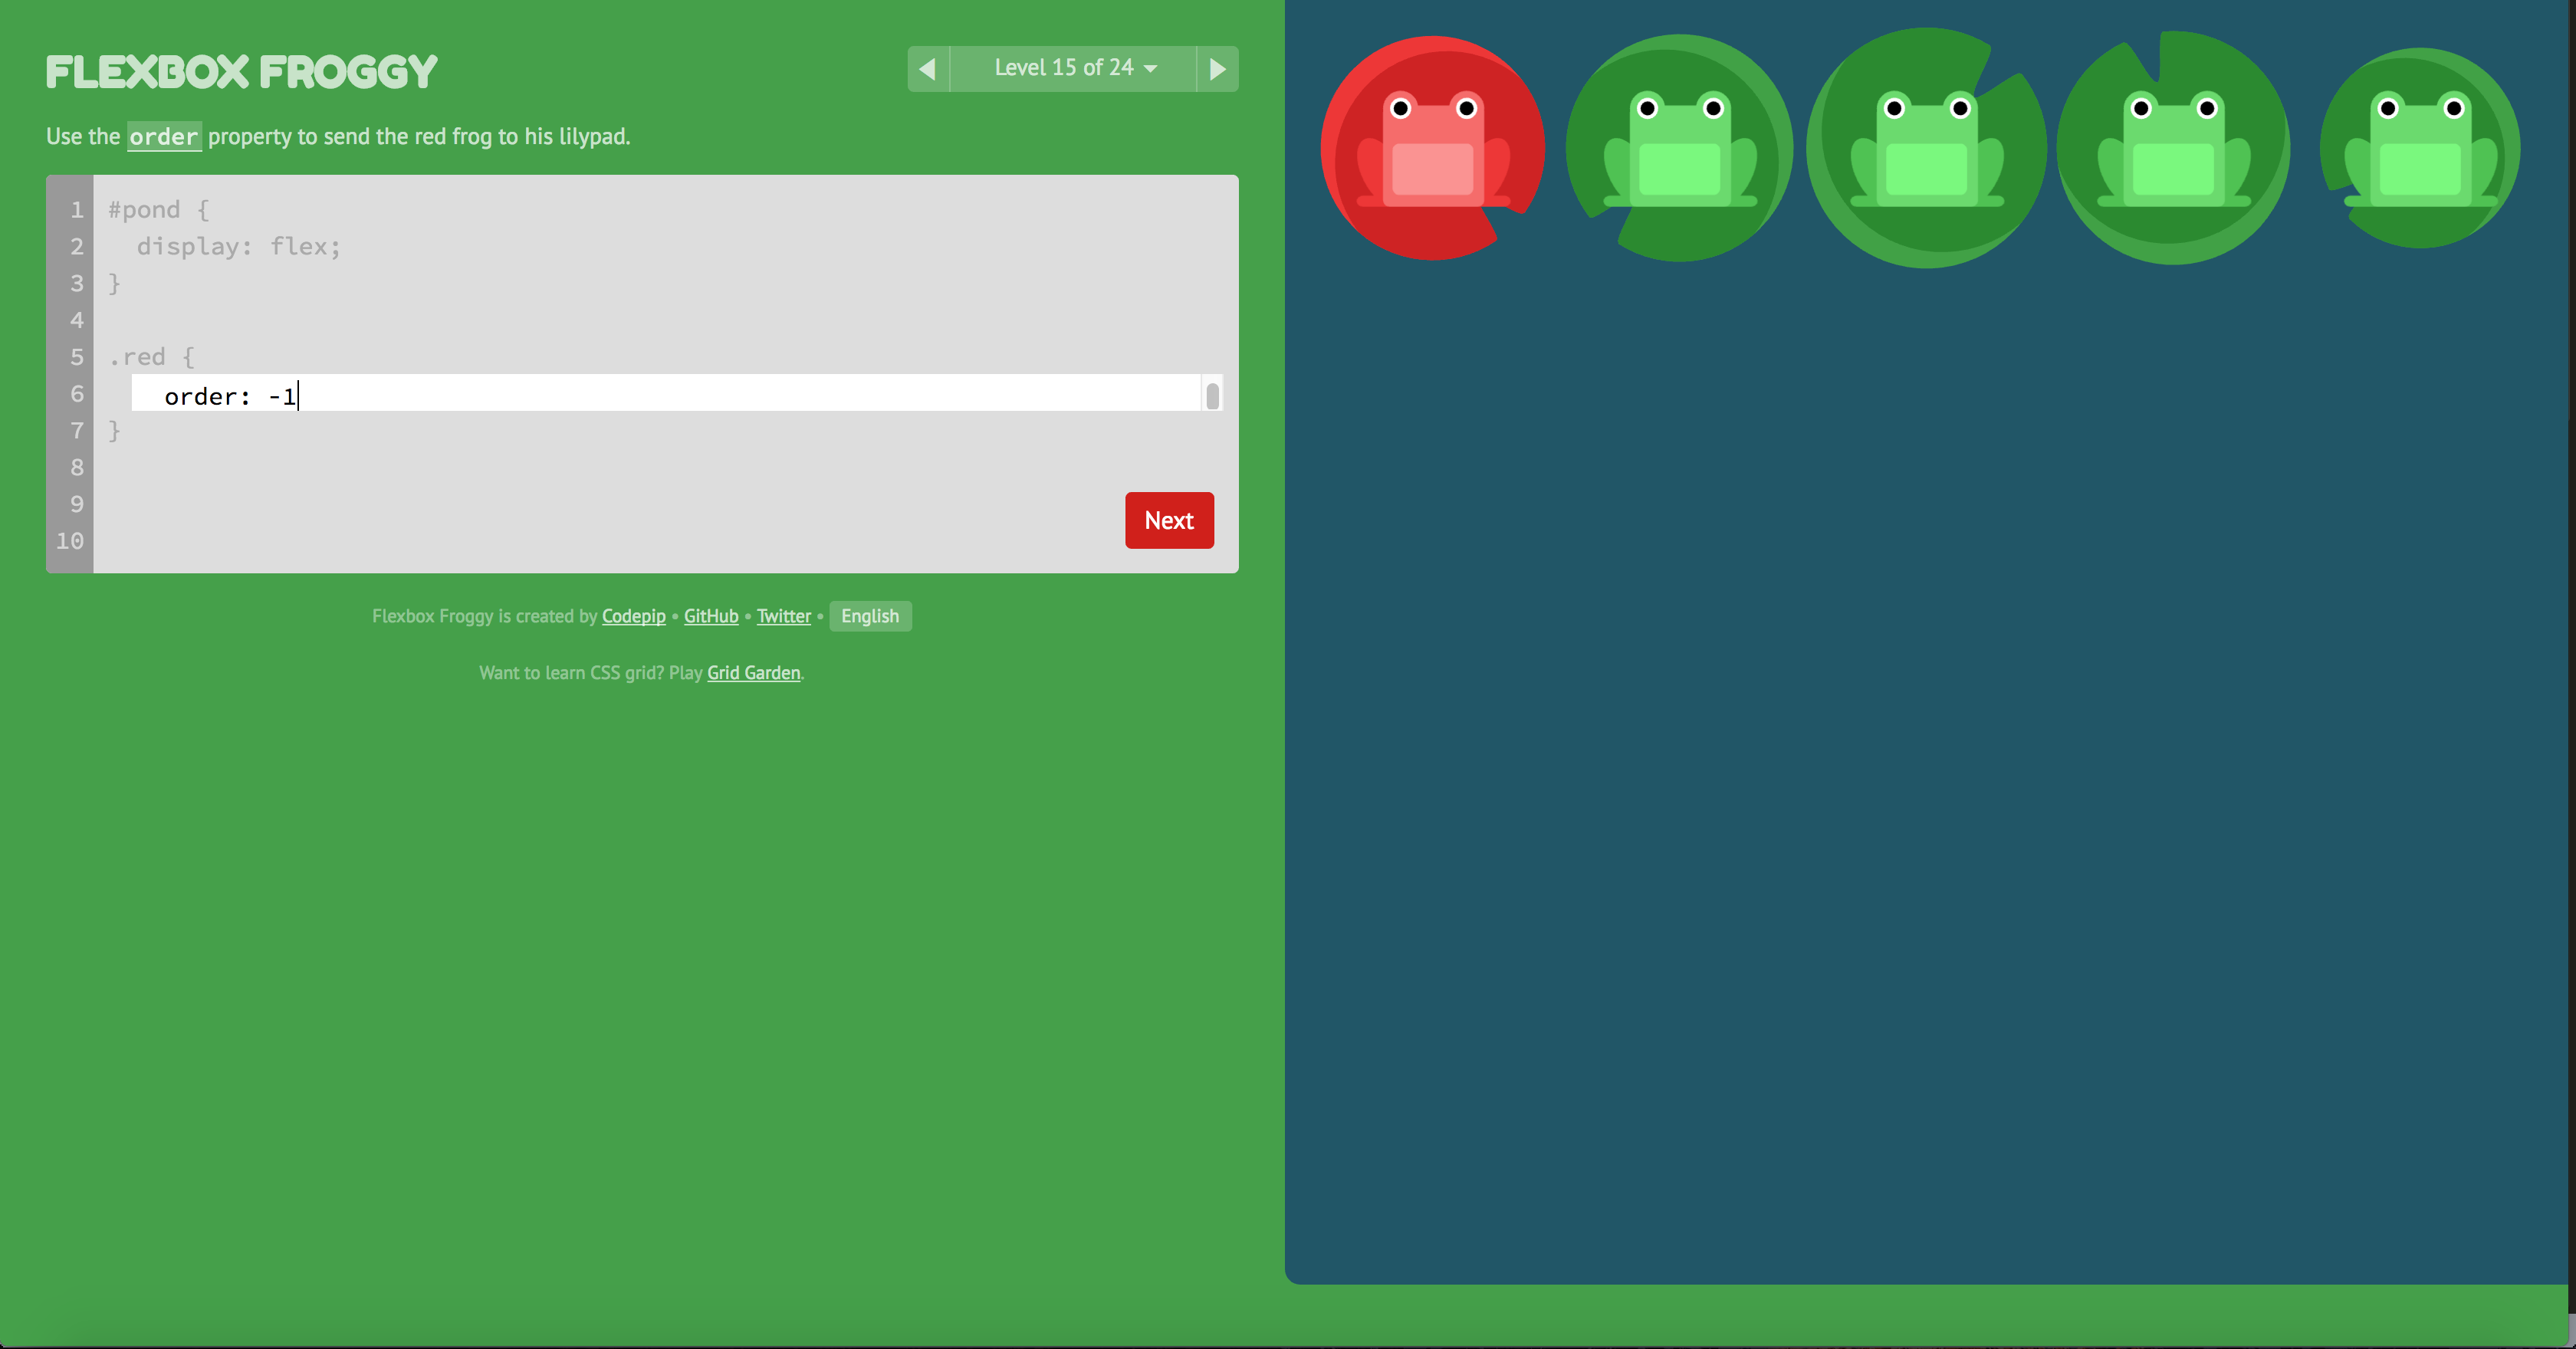 FLEXBOX FROGGY
Level 15 of 24
Use the order property to send the red frog to his lilypad.
1 #pond {
2 display: flex;
3 }
4
5 .red {
6 order: -1
7 }
8
9
10
Next
Flexbox Froggy is created by Codepip • GitHub • Twitter • English
Want to learn CSS grid? Play Grid Garden.